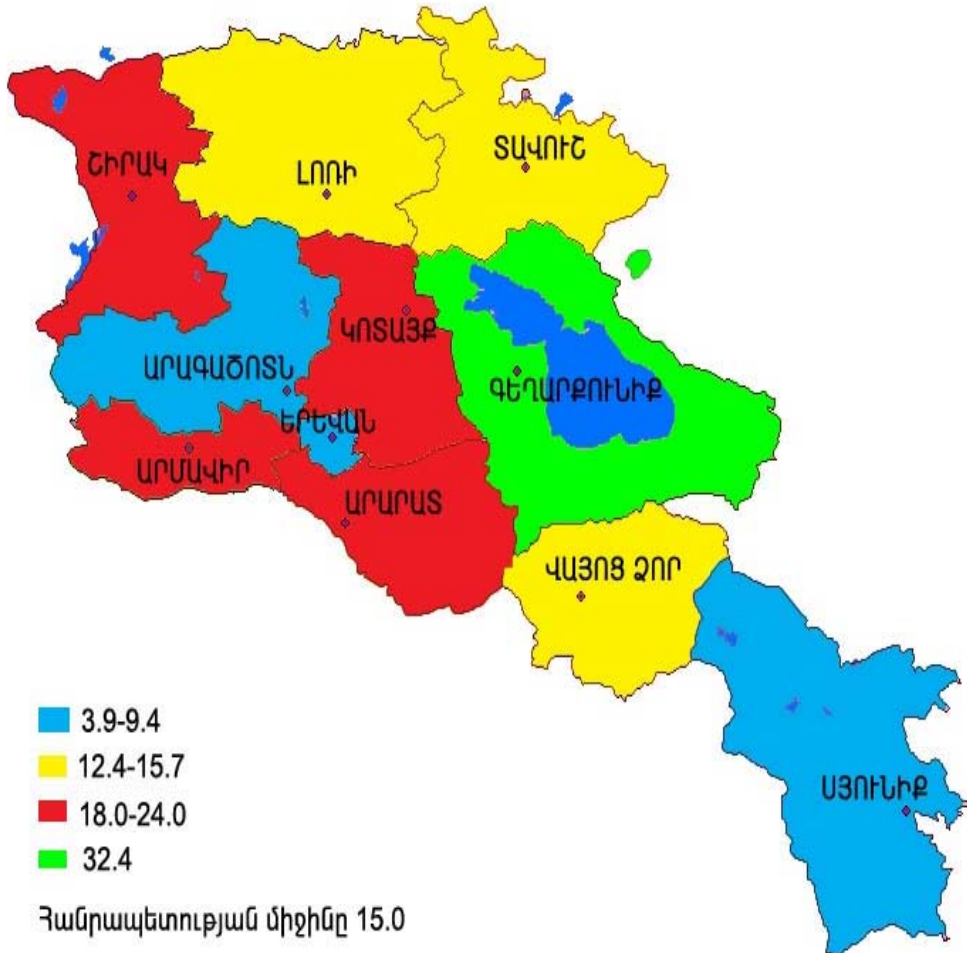 ՇԻՐԱԿ
ԼՈՌԻ
ՏԱՎՈՒՇ
ԱՐԱԳԱԾՈՏՆ
ԿՈՏԱՅՔ
ԳԵՂԱՐՔՈՒՆԻՔ
ԵՐԵՎԱՆ
ԱՐՄԱՎԻՐ
ԱՐԱՐԱՏ
ՎԱՅՈՑ ՁՈՐ
ՍՅՈՒՆԻՔ
3.9-9.4
12.4-15.7
18.0-24.0
32.4
Հանրապետության միջինը 15.0